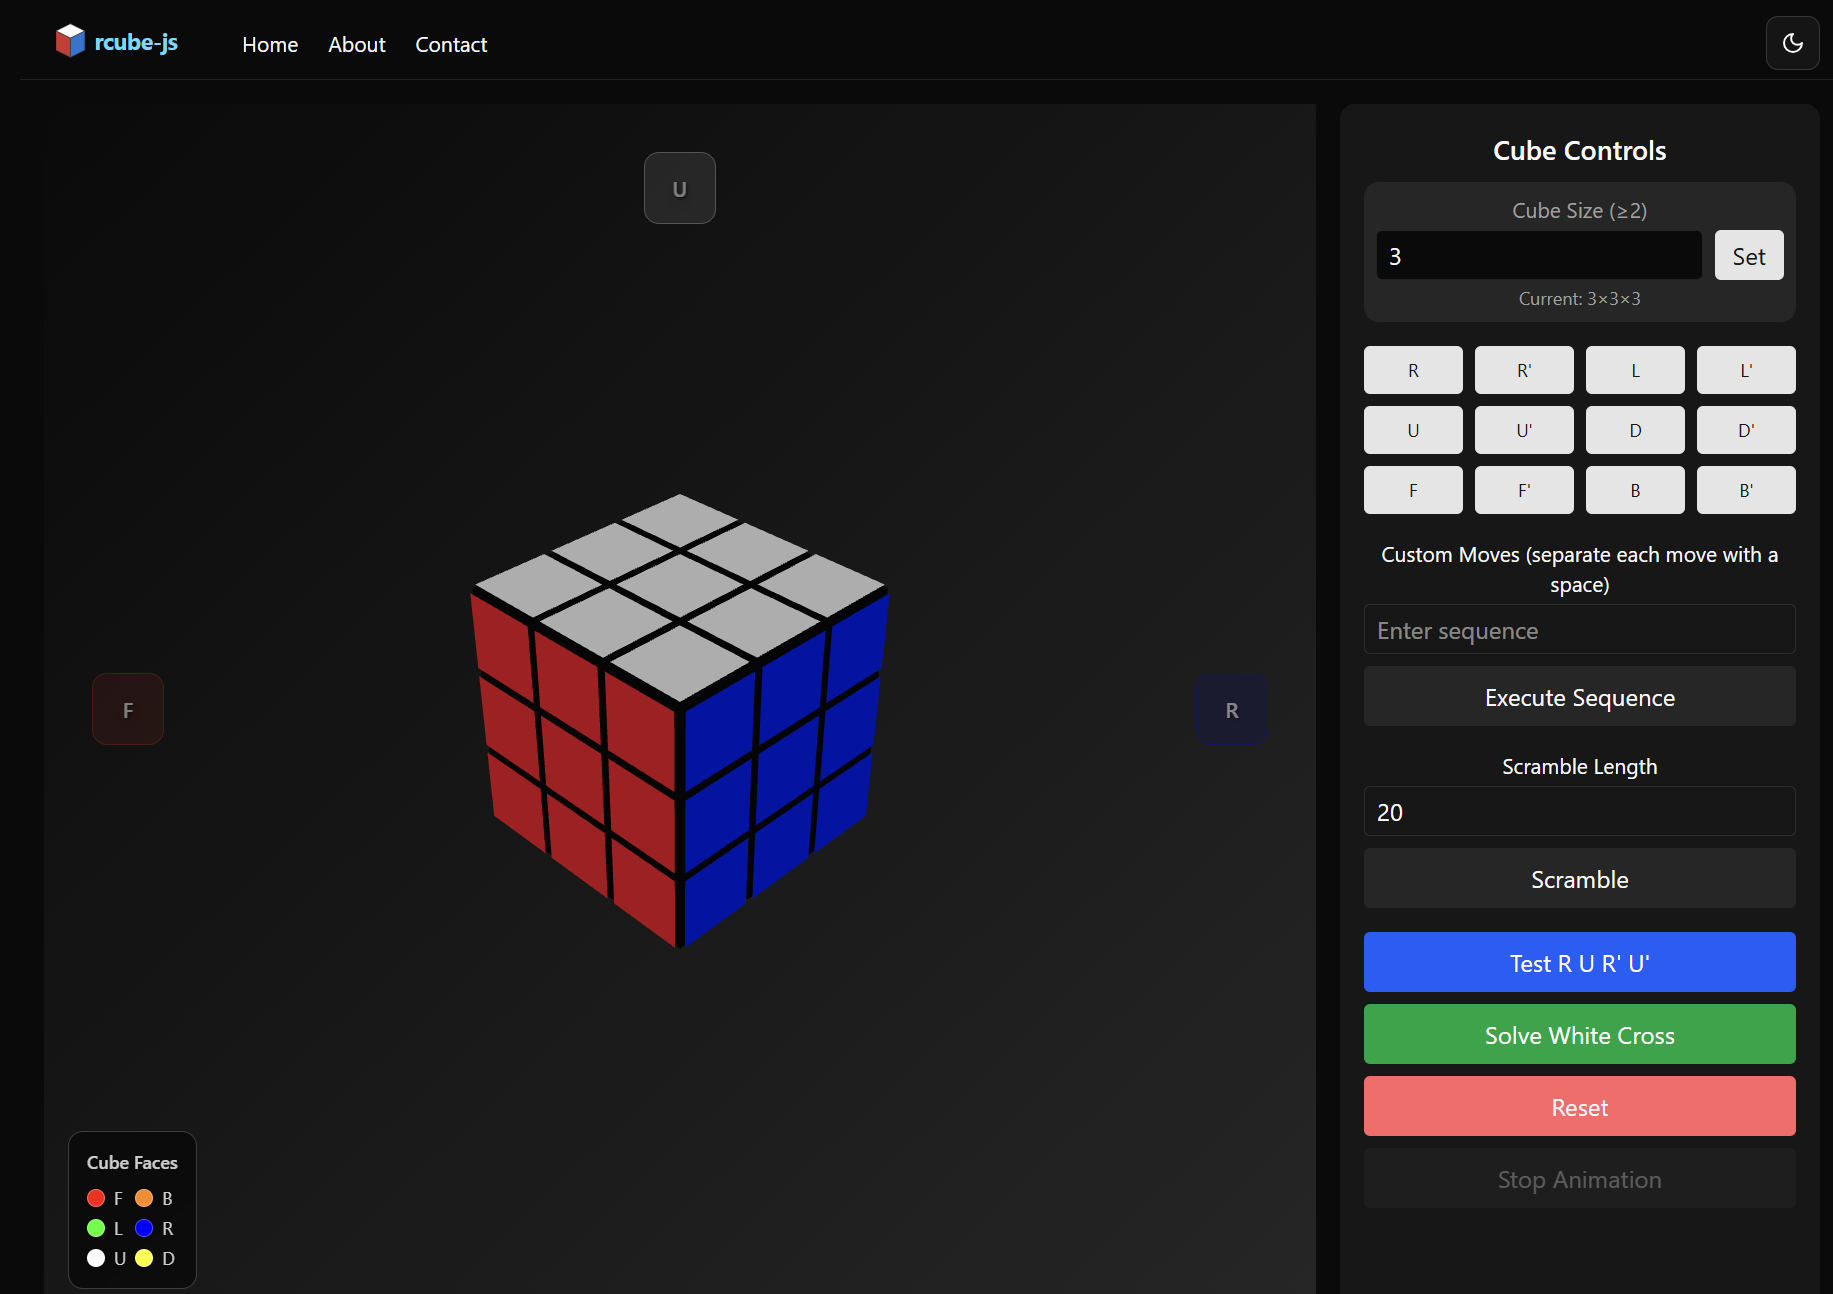 rcube-js
Home About Contact
U
F
R
Cube Faces
F B
L R
U D
Cube Controls
Cube Size (≥2)
3 Set
Current: 3×3×3
R R' L L'
U U' D D'
F F' B B'
Custom Moves (separate each move with a
space)
Enter sequence
Execute Sequence
Scramble Length
20
Scramble
Test R U R' U'
Solve White Cross
Reset
Stop Animation